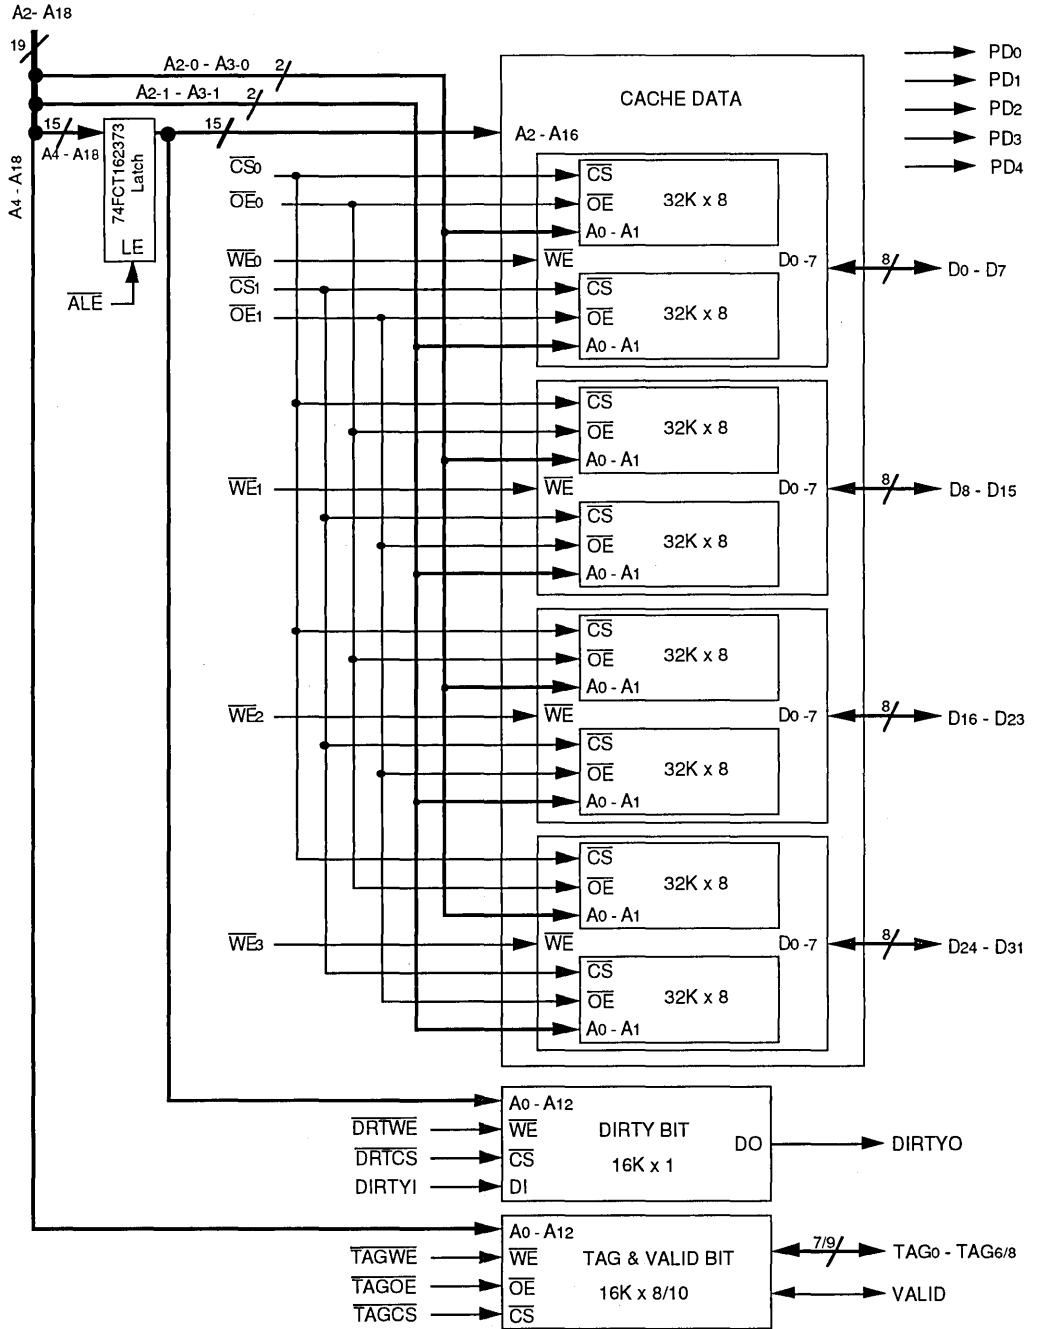 A2- A18
19
A2-0 - A3-0
2
A2-1 - A3-1
2
15
A4 - A18
15
A4 - A18
74FCT162373
Latch
LE
ALE
CACHE DATA
A2 - A16
PD0
PD1
PD2
PD3
PD4
CS0
OE0
WE0
CS1
OE1
CS
OE
A0 - A1
32K x 8
WE
D0 -7
8
D0 - D7
CS
OE
A0 - A1
32K x 8
CS
OE
A0 - A1
32K x 8
WE1
WE
D0 -7
8
D8 - D15
CS
OE
A0 - A1
32K x 8
CS
OE
A0 - A1
32K x 8
WE2
WE
D0 -7
8
D16 - D23
CS
OE
A0 - A1
32K x 8
CS
OE
A0 - A1
32K x 8
WE3
WE
D0 -7
8
D24 - D31
CS
OE
A0 - A1
32K x 8
A0 - A12
DRTWE
WE
DIRTY BIT
DO
DIRTYO
DRTCS
CS
16K x 1
DIRTYI
DI
A0 - A12
TAGWE
WE
TAG & VALID BIT
7/9
TAG0 - TAG6/8
TAGOE
OE
16K x 8/10
VALID
TAGCS
CS